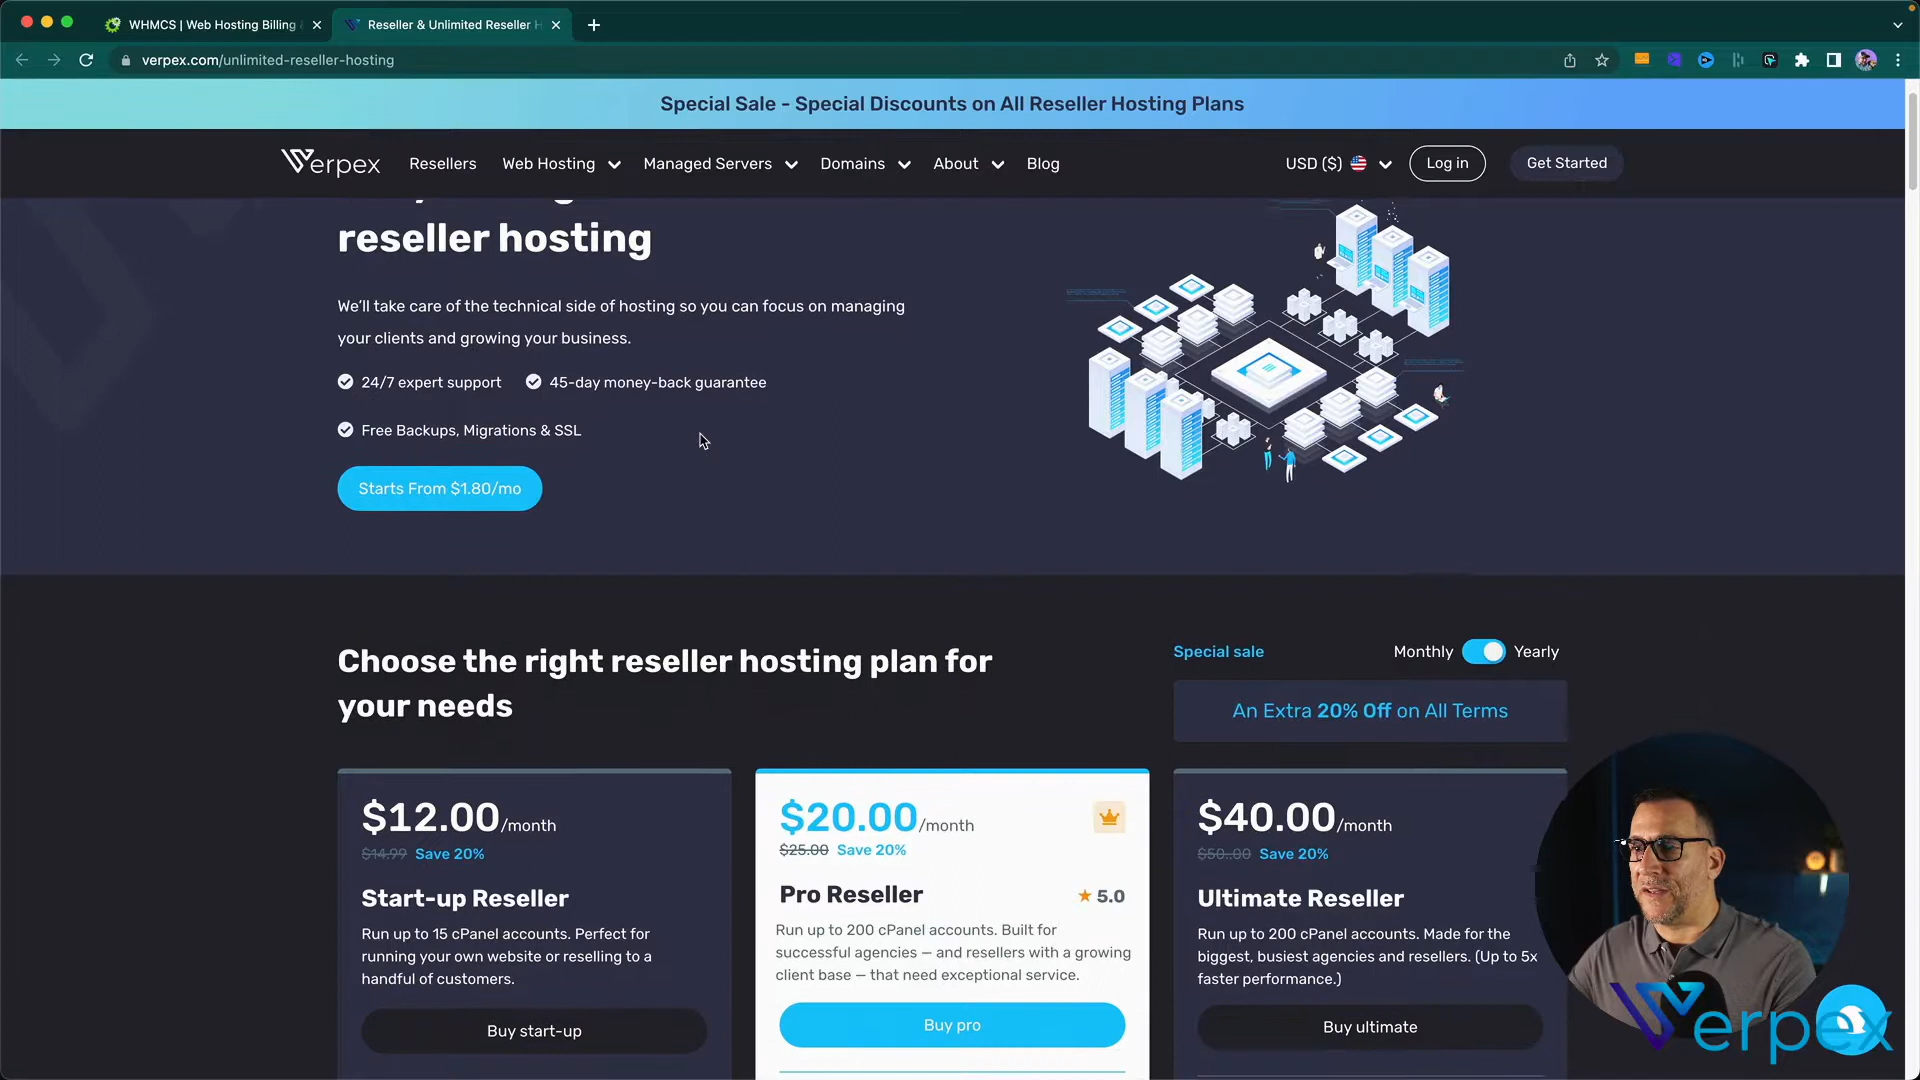 WHMCS | Web Hosting Billing
Reseller & Unlimited Reseller H
verpex.com/unlimited-reseller-hosting
Special Sale - Special Discounts on All Reseller Hosting Plans
Verpex
Resellers
Web Hosting
Managed Servers
Domains
About
Blog
USD ($)
Log in
Get Started
reseller hosting
We'll take care of the technical side of hosting so you can focus on managing
your clients and growing your business.
24/7 expert support
45-day money-back guarantee
Free Backups, Migrations & SSL
Starts From $1.80/mo
Choose the right reseller hosting plan for
your needs
Special sale
Monthly
Yearly
An Extra 20% Off on All Terms
$12.00/month
$14.99 Save 20%
Start-up Reseller
Run up to 15 cPanel accounts. Perfect for
running your own website or reselling to a
handful of customers.
Buy start-up
$20.00/month
$25.00 Save 20%
Pro Reseller
5.0
Run up to 200 cPanel accounts. Built for
successful agencies — and resellers with a growing
client base — that need exceptional service.
Buy pro
$40.00/month
$50..00 Save 20%
Ultimate Reseller
Run up to 200 cPanel accounts. Made for the
biggest, busiest agencies and resellers. (Up to 5x
faster performance.)
Buy ultimate
Verpex